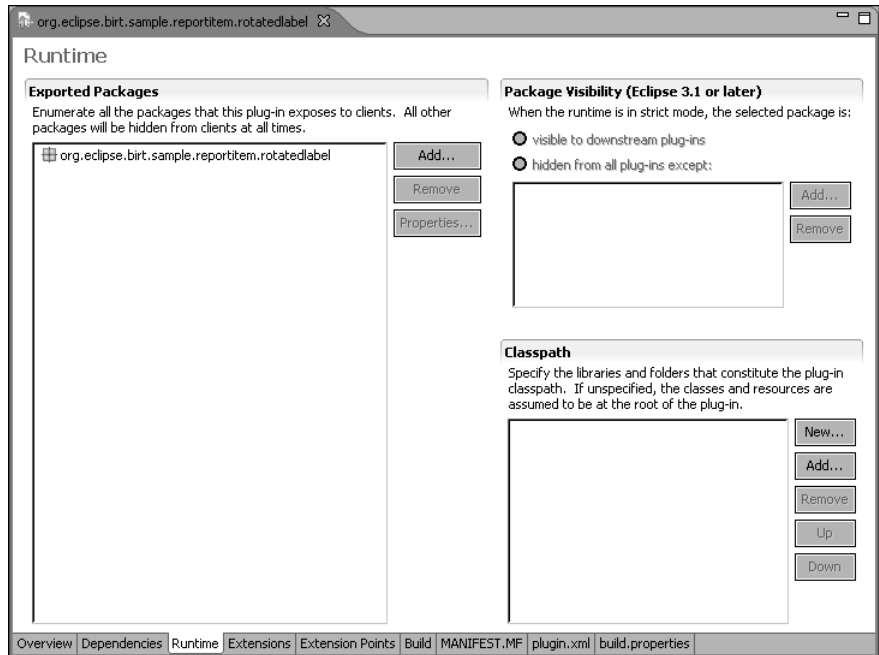 org.eclipse.birt.sample.reportitem.rotatedlabel
Runtime
Exported Packages
Enumerate all the packages that this plug-in exposes to clients. All other
packages will be hidden from clients at all times.
org.eclipse.birt.sample.reportitem.rotatedlabel
Add...
Remove
Properties...
Package Visibility (Eclipse 3.1 or later)
When the runtime is in strict mode, the selected package is:
visible to downstream plug-ins
hidden from all plug-ins except:
Add...
Remove
Classpath
Specify the libraries and folders that constitute the plug-in
classpath. If unspecified, the classes and resources are
assumed to be at the root of the plug-in.
New...
Add...
Remove
Up
Down
Overview Dependencies Runtime Extensions Extension Points Build MANIFEST.MF plugin.xml build.properties